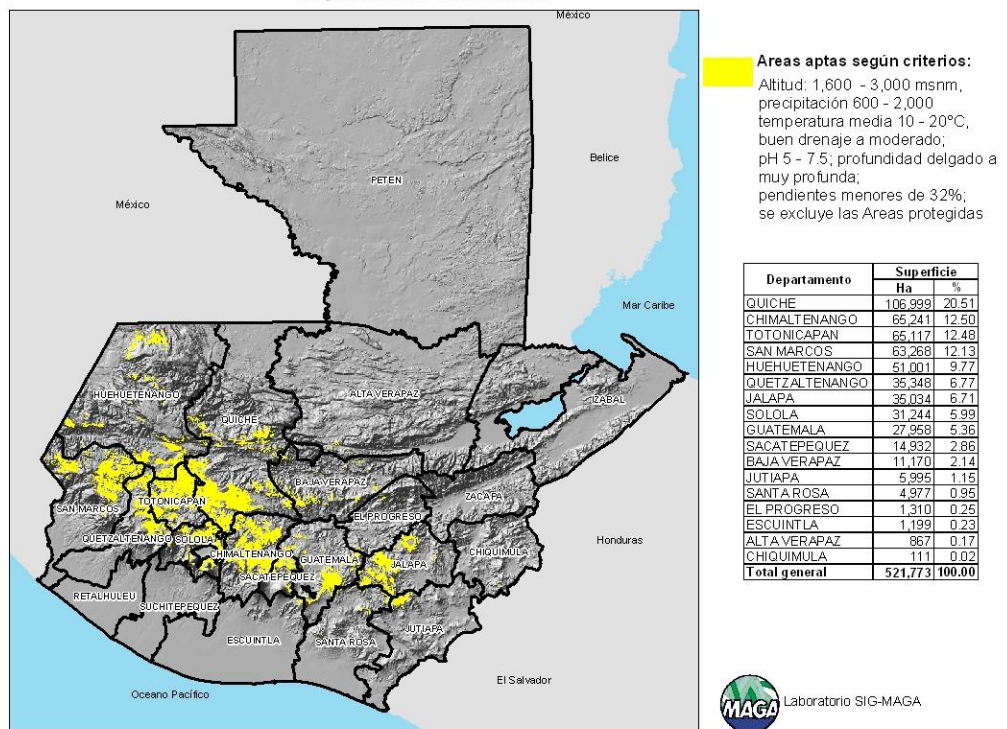 México
Areas aptas según criterios:
Altitud: 1,600 - 3,000 msnm,
precipitación 600 - 2,000
temperatura media 10 - 20ºC,
buen drenaje a moderado;
pH 5 - 7.5; profundidad delgado a
muy profunda;
pendientes menores de 32%;
se excluye las Areas protegidas
Belice
PETEN
México
Mar Caribe
HUEHUETENANGO
QUICHE
ALTA VERAPAZ
IZABAL
BAJA VERAPAZ
ZACAPA
SAN MARCOS
TOTONICAPAN
EL PROGRESO
QUETZALTENANGO
SOLOLA
CHIMALTENANGO
GUATEMALA
JALAPA
CHIQUIMULA
Honduras
SACATEPEQUEZ
RETALHULEU
SUCHITEPEQUEZ
ESCUINTLA
SANTA ROSA
JUTIAPA
El Salvador
Oceano Pacífico
Departamento Superficie
Ha %
QUICHE 106,999 20.51
CHIMALTENANGO 65,241 12.50
TOTONICAPAN 65,117 12.48
SAN MARCOS 63,268 12.13
HUEHUETENANGO 51,001 9.77
QUETZALTENANGO 35,348 6.77
JALAPA 35,034 6.71
SOLOLA 31,244 5.99
GUATEMALA 27,958 5.36
SACATEPEQUEZ 14,932 2.86
BAJA VERAPAZ 11,170 2.14
JUTIAPA 5,995 1.15
SANTA ROSA 4,977 0.95
EL PROGRESO 1,310 0.25
ESCUINTLA 1,199 0.23
ALTA VERAPAZ 867 0.17
CHIQUIMULA 111 0.02
Total general 521,773 100.00
MAGA
Laboratorio SIG-MAGA